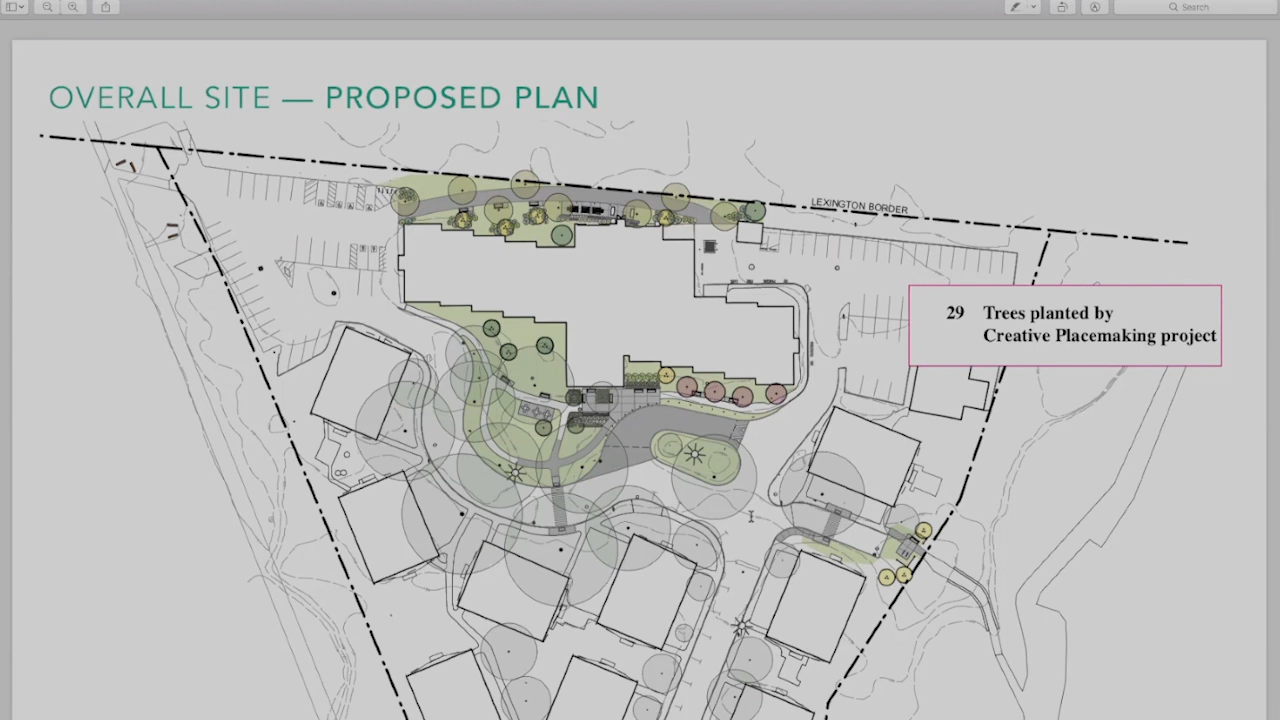 Search
OVERALL SITE — PROPOSED PLAN
LEXINGTON BORDER
29 Trees planted by
Creative Placemaking project